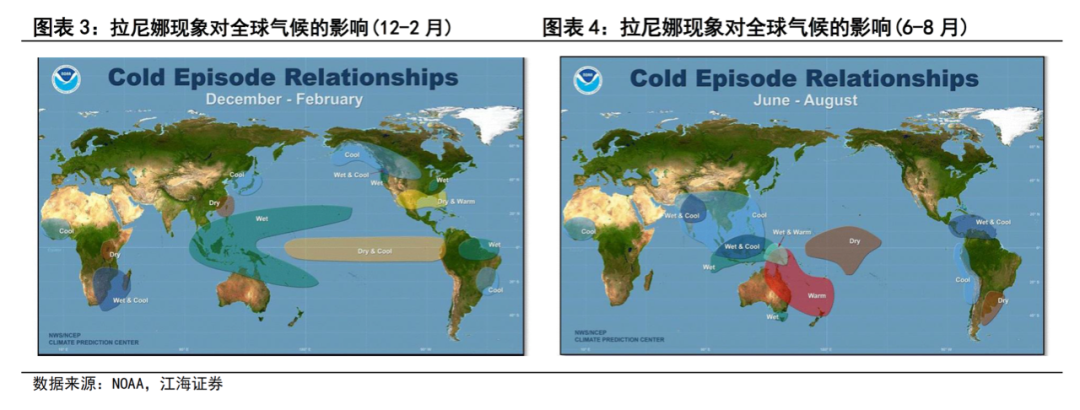 图表 3：拉尼娜现象对全球气候的影响(12-2 月)
图表 4：拉尼娜现象对全球气候的影响(6-8 月)
NOAA
Cold Episode Relationships
December - February
Cool
Wet & Cool
Wet
Wet
Cool
Dry
Dry & Warm
Wet
Cool
Dry
Dry & Cool
Wet
Wet & Cool
Cool
NWS/NCEP
CLIMATE PREDICTION CENTER
Cold Episode Relationships
June - August
Wet & Cool
Cool
Wet & Cool
Cool
Wet & Warm
Wet & Cool
Dry
Wet
Cool
Warm
Dry
Wet
NWS/NCEP
CLIMATE PREDICTION CENTER
数据来源：NOAA，江海证券